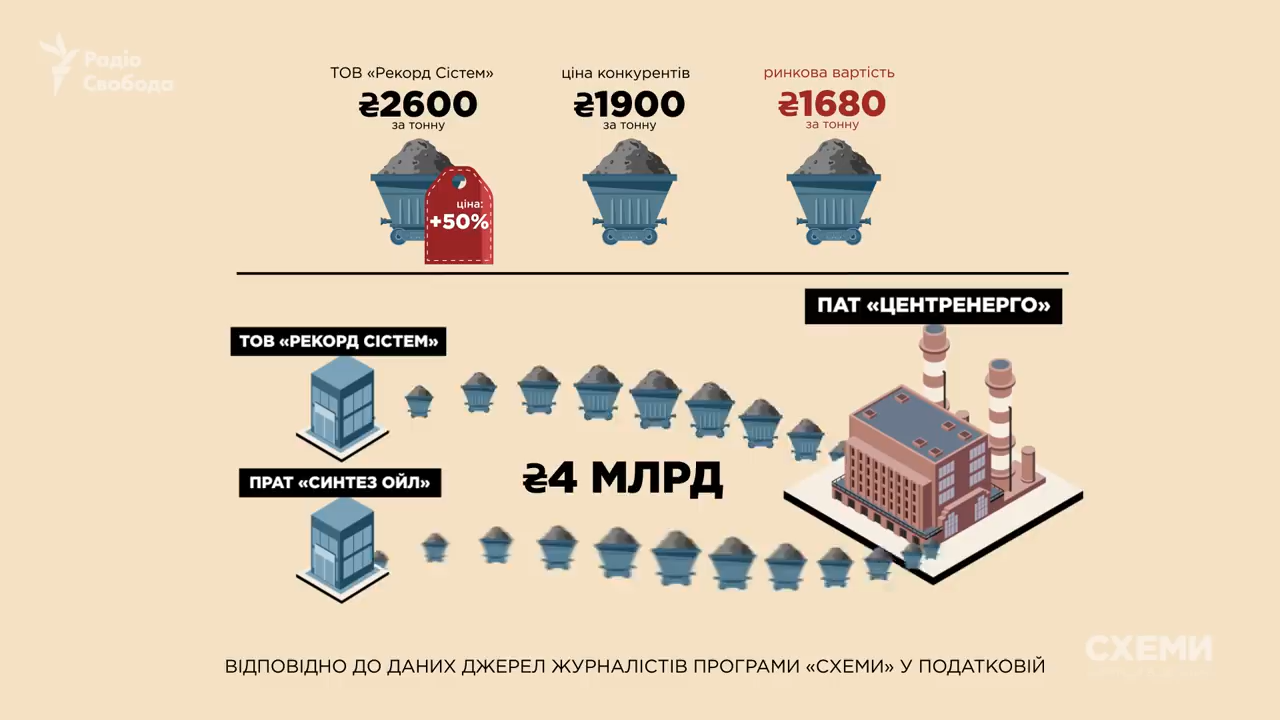 Радіо
Свобода
ТОВ «Рекорд Сістем»
₴2600
за тонну
ціна:
+50%
ціна конкурентів
₴1900
за тонну
ринкова вартість
₴1680
за тонну
ПАТ «ЦЕНТРЕНЕРГО»
ТОВ «РЕКОРД СІСТЕМ»
ПРАТ «СИНТЕЗ ОЙЛ»
₴4 МЛРД
СХЕМИ
ВІДПОВІДНО ДО ДАНИХ ДЖЕРЕЛ ЖУРНАЛІСТІВ ПРОГРАМИ «СХЕМИ» У ПОДАТКОВІЙ